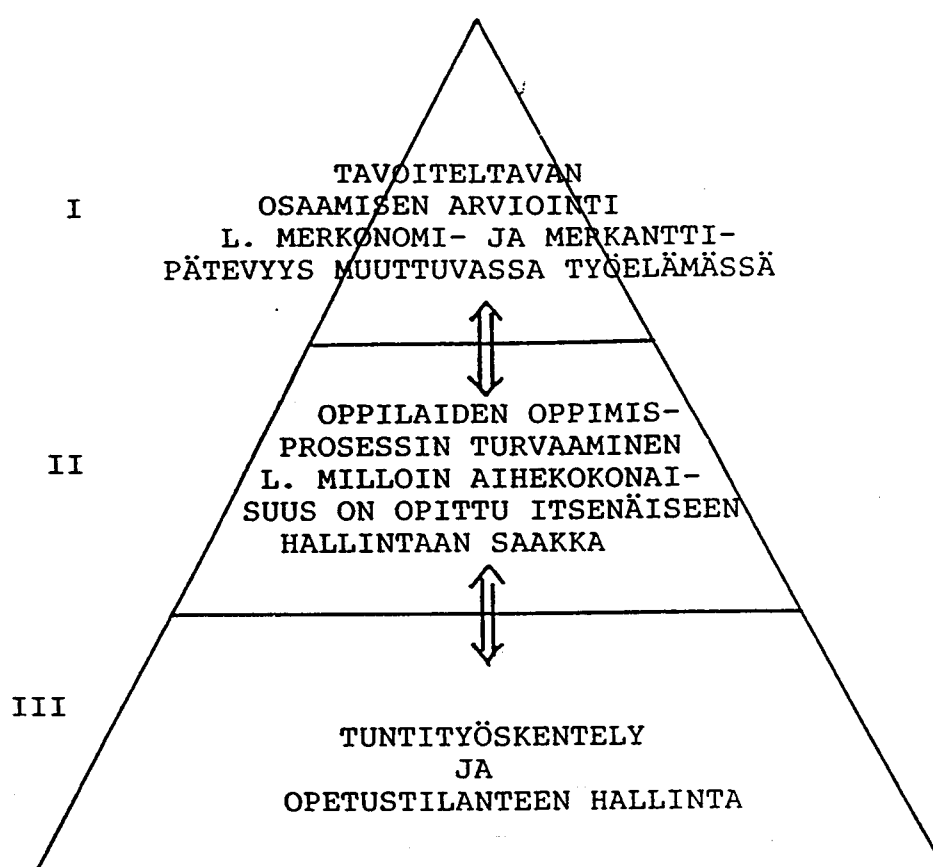 I
TAVOITELTAVAN
OSAAMISEN ARVIOINTI
L. MERKONOMI- JA MERKANTTI-
PÄTEVYYS MUUTTUVASSA TYÖELÄMÄSSÄ
II
OPPILAIDEN OPPIMIS-
PROSESSIN TURVAAMINEN
L. MILLOIN AIHEKOKONAI-
SUUS ON OPITTU ITSENÄISEEN
HALLINTAAN SAAKKA
III
TUNTITYÖSKENTELY
JA
OPETUSTILANTEEN HALLINTA